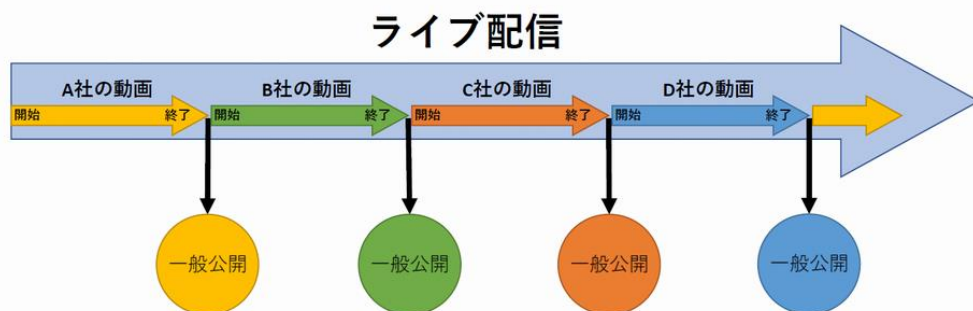 ライブ配信
A社の動画 B社の動画 C社の動画 D社の動画
開始 終了 開始 終了 開始 終了 開始 終了
一般公開 一般公開 一般公開 一般公開